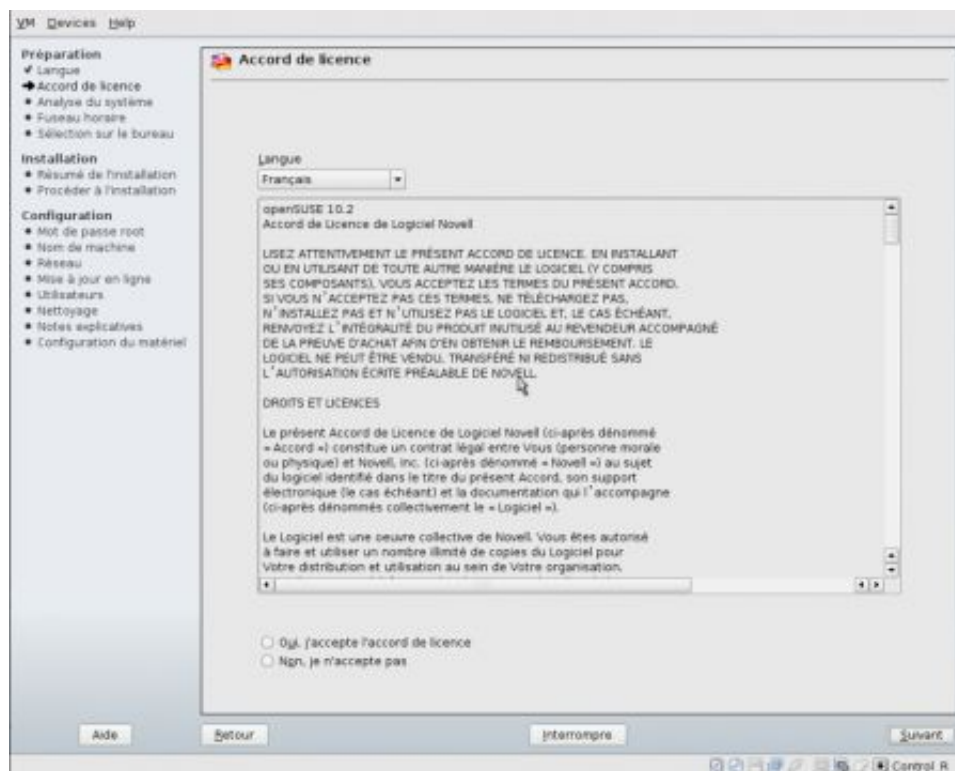 VM Devices Help
Préparation
Langue
Accord de licence
Analyse du système
Fuseau horaire
Sélection sur le bureau
Installation
Résumé de l'installation
Procéder à l'installation
Configuration
Mot de passe root
Nom de machine
Réseau
Mise à jour en ligne
Utilisateurs
Nettoyage
Notes explicatives
Configuration du matériel
Accord de licence
Langue
Français
openSUSE 10.2
Accord de Licence de Logiciel Novell
LISEZ ATTENTIVEMENT LE PRÉSENT ACCORD DE LICENCE. EN INSTALLANT
OU EN UTILISANT DE TOUTE AUTRE MANIÈRE LE LOGICIEL (Y COMPRIS
SES COMPOSANTS), VOUS ACCEPTEZ LES TERMES DU PRÉSENT ACCORD.
SI VOUS N'ACCEPTEZ PAS CES TERMES, NE TÉLÉCHARGEZ PAS,
N'INSTALLEZ PAS ET N'UTILISEZ PAS LE LOGICIEL ET, LE CAS ÉCHÉANT,
RENVOYEZ L'INTÉGRALITÉ DU PRODUIT INUTILISÉ AU REVENDEUR ACCOMPAGNÉ
DE LA PREUVE D'ACHAT AFIN D'EN OBTENIR LE REMBOURSEMENT. LE
LOGICIEL NE PEUT ÊTRE VENDU, TRANSFÉRÉ NI REDISTRIBUÉ SANS
L'AUTORISATION ÉCRITE PRÉALABLE DE NOVELL.
DROITS ET LICENCES
Le présent Accord de Licence de Logiciel Novell (ci-après dénommé
« Accord ») constitue un contrat légal entre Vous (personne morale
ou physique) et Novell, Inc. (ci-après dénommé « Novell ») au sujet
du logiciel identifié dans le titre du présent Accord, son support
électronique (le cas échéant) et la documentation qui l'accompagne
(ci-après dénommés collectivement le « Logiciel »).
Le Logiciel est une oeuvre collective de Novell. Vous êtes autorisé
à faire et utiliser un nombre illimité de copies du Logiciel pour
Votre distribution et utilisation au sein de Votre organisation.
Oui, j'accepte l'accord de licence
Non, je n'accepte pas
Aide Retour Interrompre Suivant
Control R